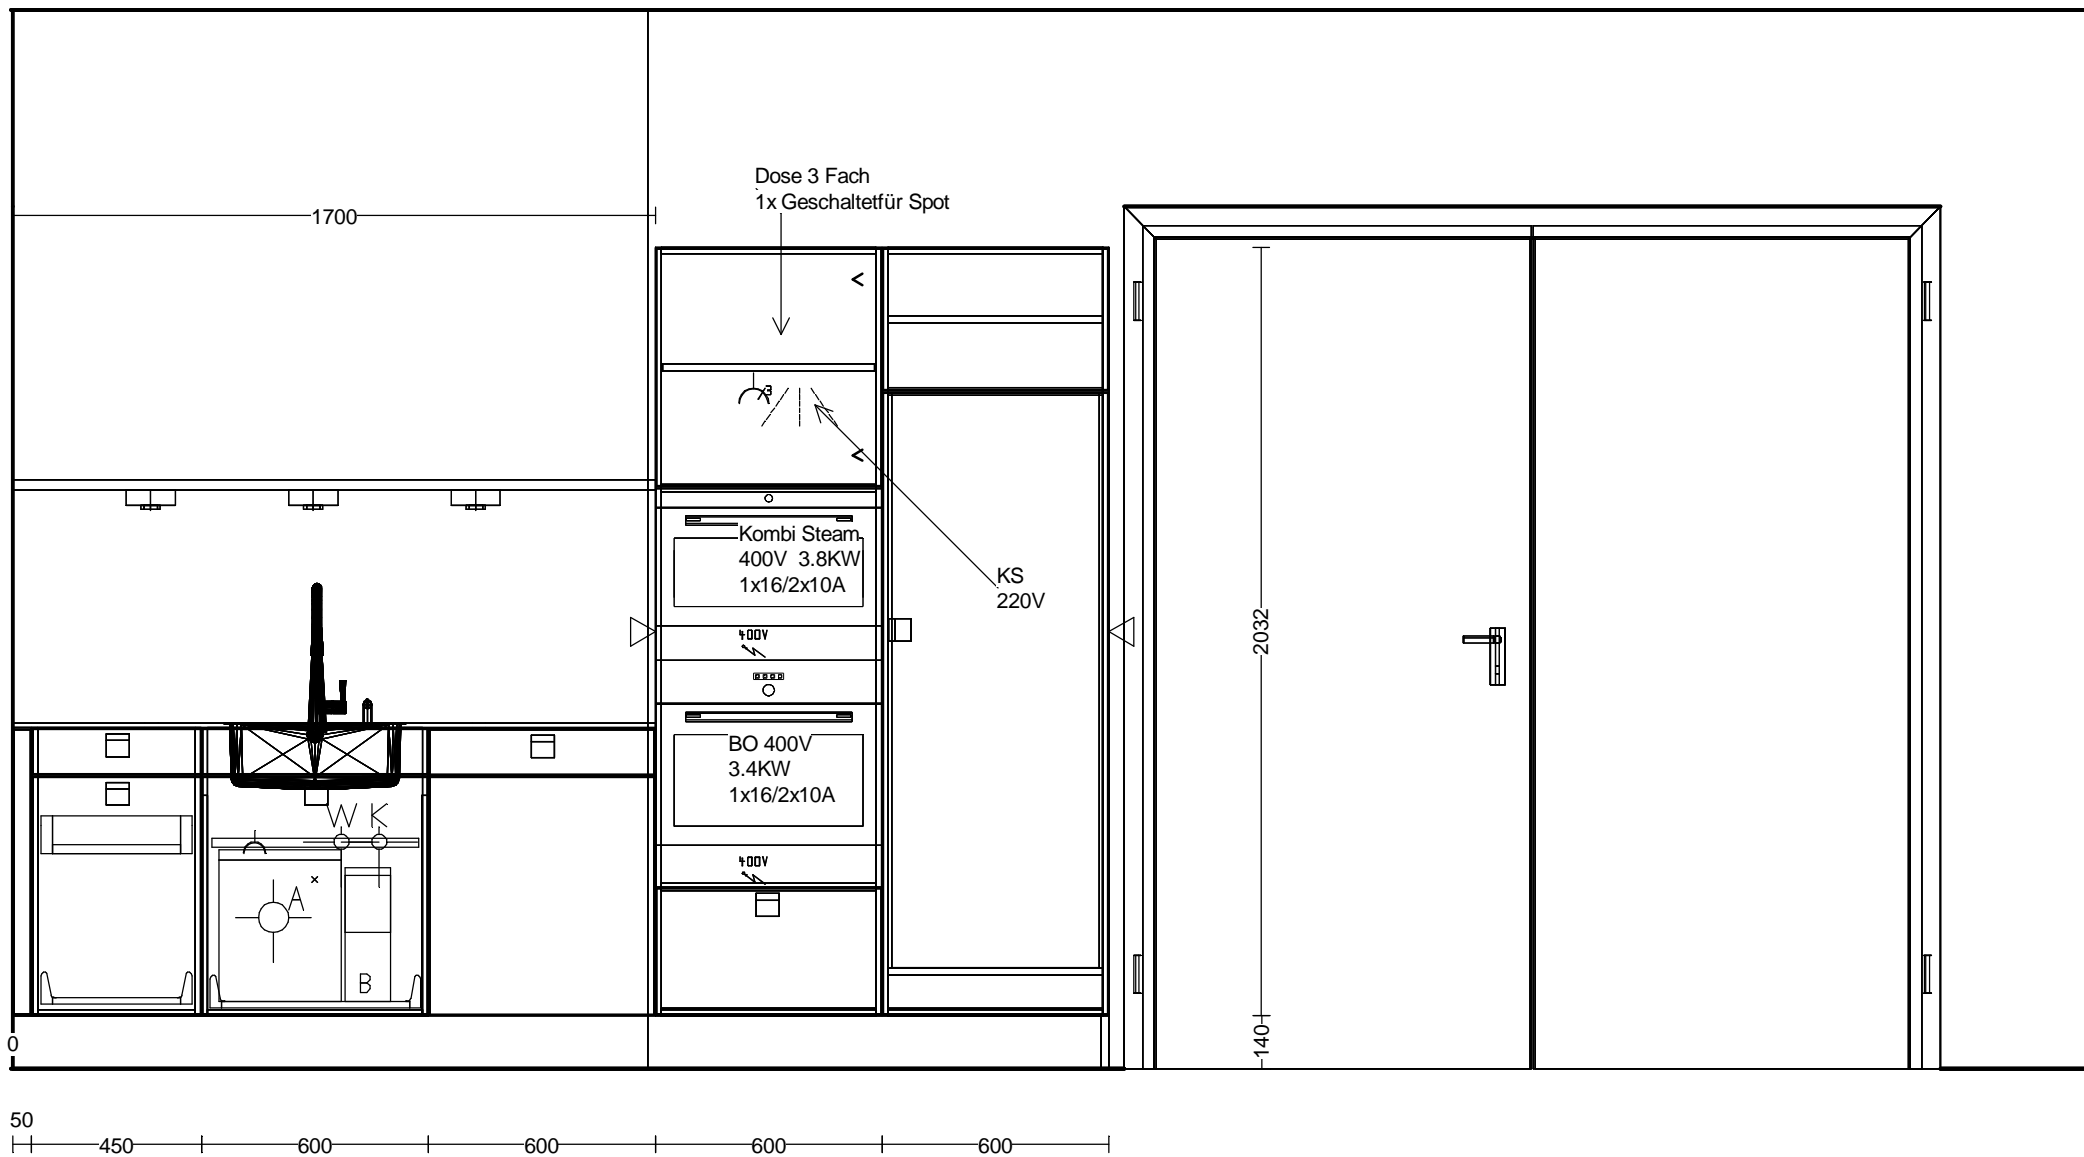 Dose 3 Fach
1x Geschaltetfür Spot
1700
3
Kombi Steam
400V 3.8KW
1x16/2x10A
KS
220V
2032
400V
BO 400V
3.4KW
1x16/2x10A
W K
400V
A
B
140
0
50
450 600 600 600 600